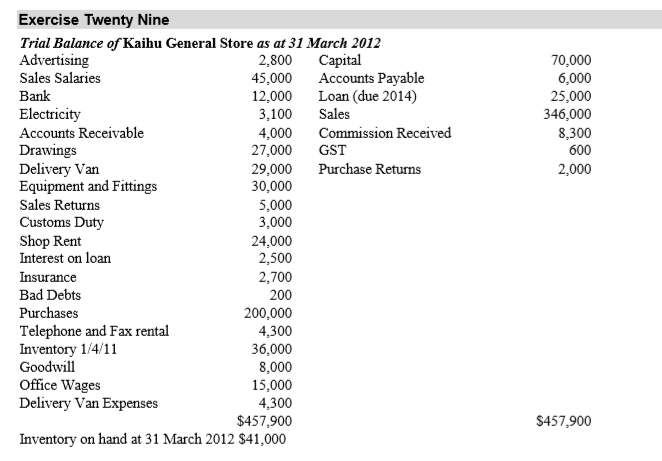 Exercise Twenty Nine
Trial Balance of Kaihu General Store as at 31 March 2012
Advertising 2,800 Capital 70,000
Sales Salaries 45,000 Accounts Payable 6,000
Bank 12,000 Loan (due 2014) 25,000
Electricity 3,100 Sales 346,000
Accounts Receivable 4,000 Commission Received 8,300
Drawings 27,000 GST 600
Delivery Van 29,000 Purchase Returns 2,000
Equipment and Fittings 30,000
Sales Returns 5,000
Customs Duty 3,000
Shop Rent 24,000
Interest on loan 2,500
Insurance 2,700
Bad Debts 200
Purchases 200,000
Telephone and Fax rental 4,300
Inventory 1/4/11 36,000
Goodwill 8,000
Office Wages 15,000
Delivery Van Expenses 4,300
$457,900 $457,900
Inventory on hand at 31 March 2012 $41,000